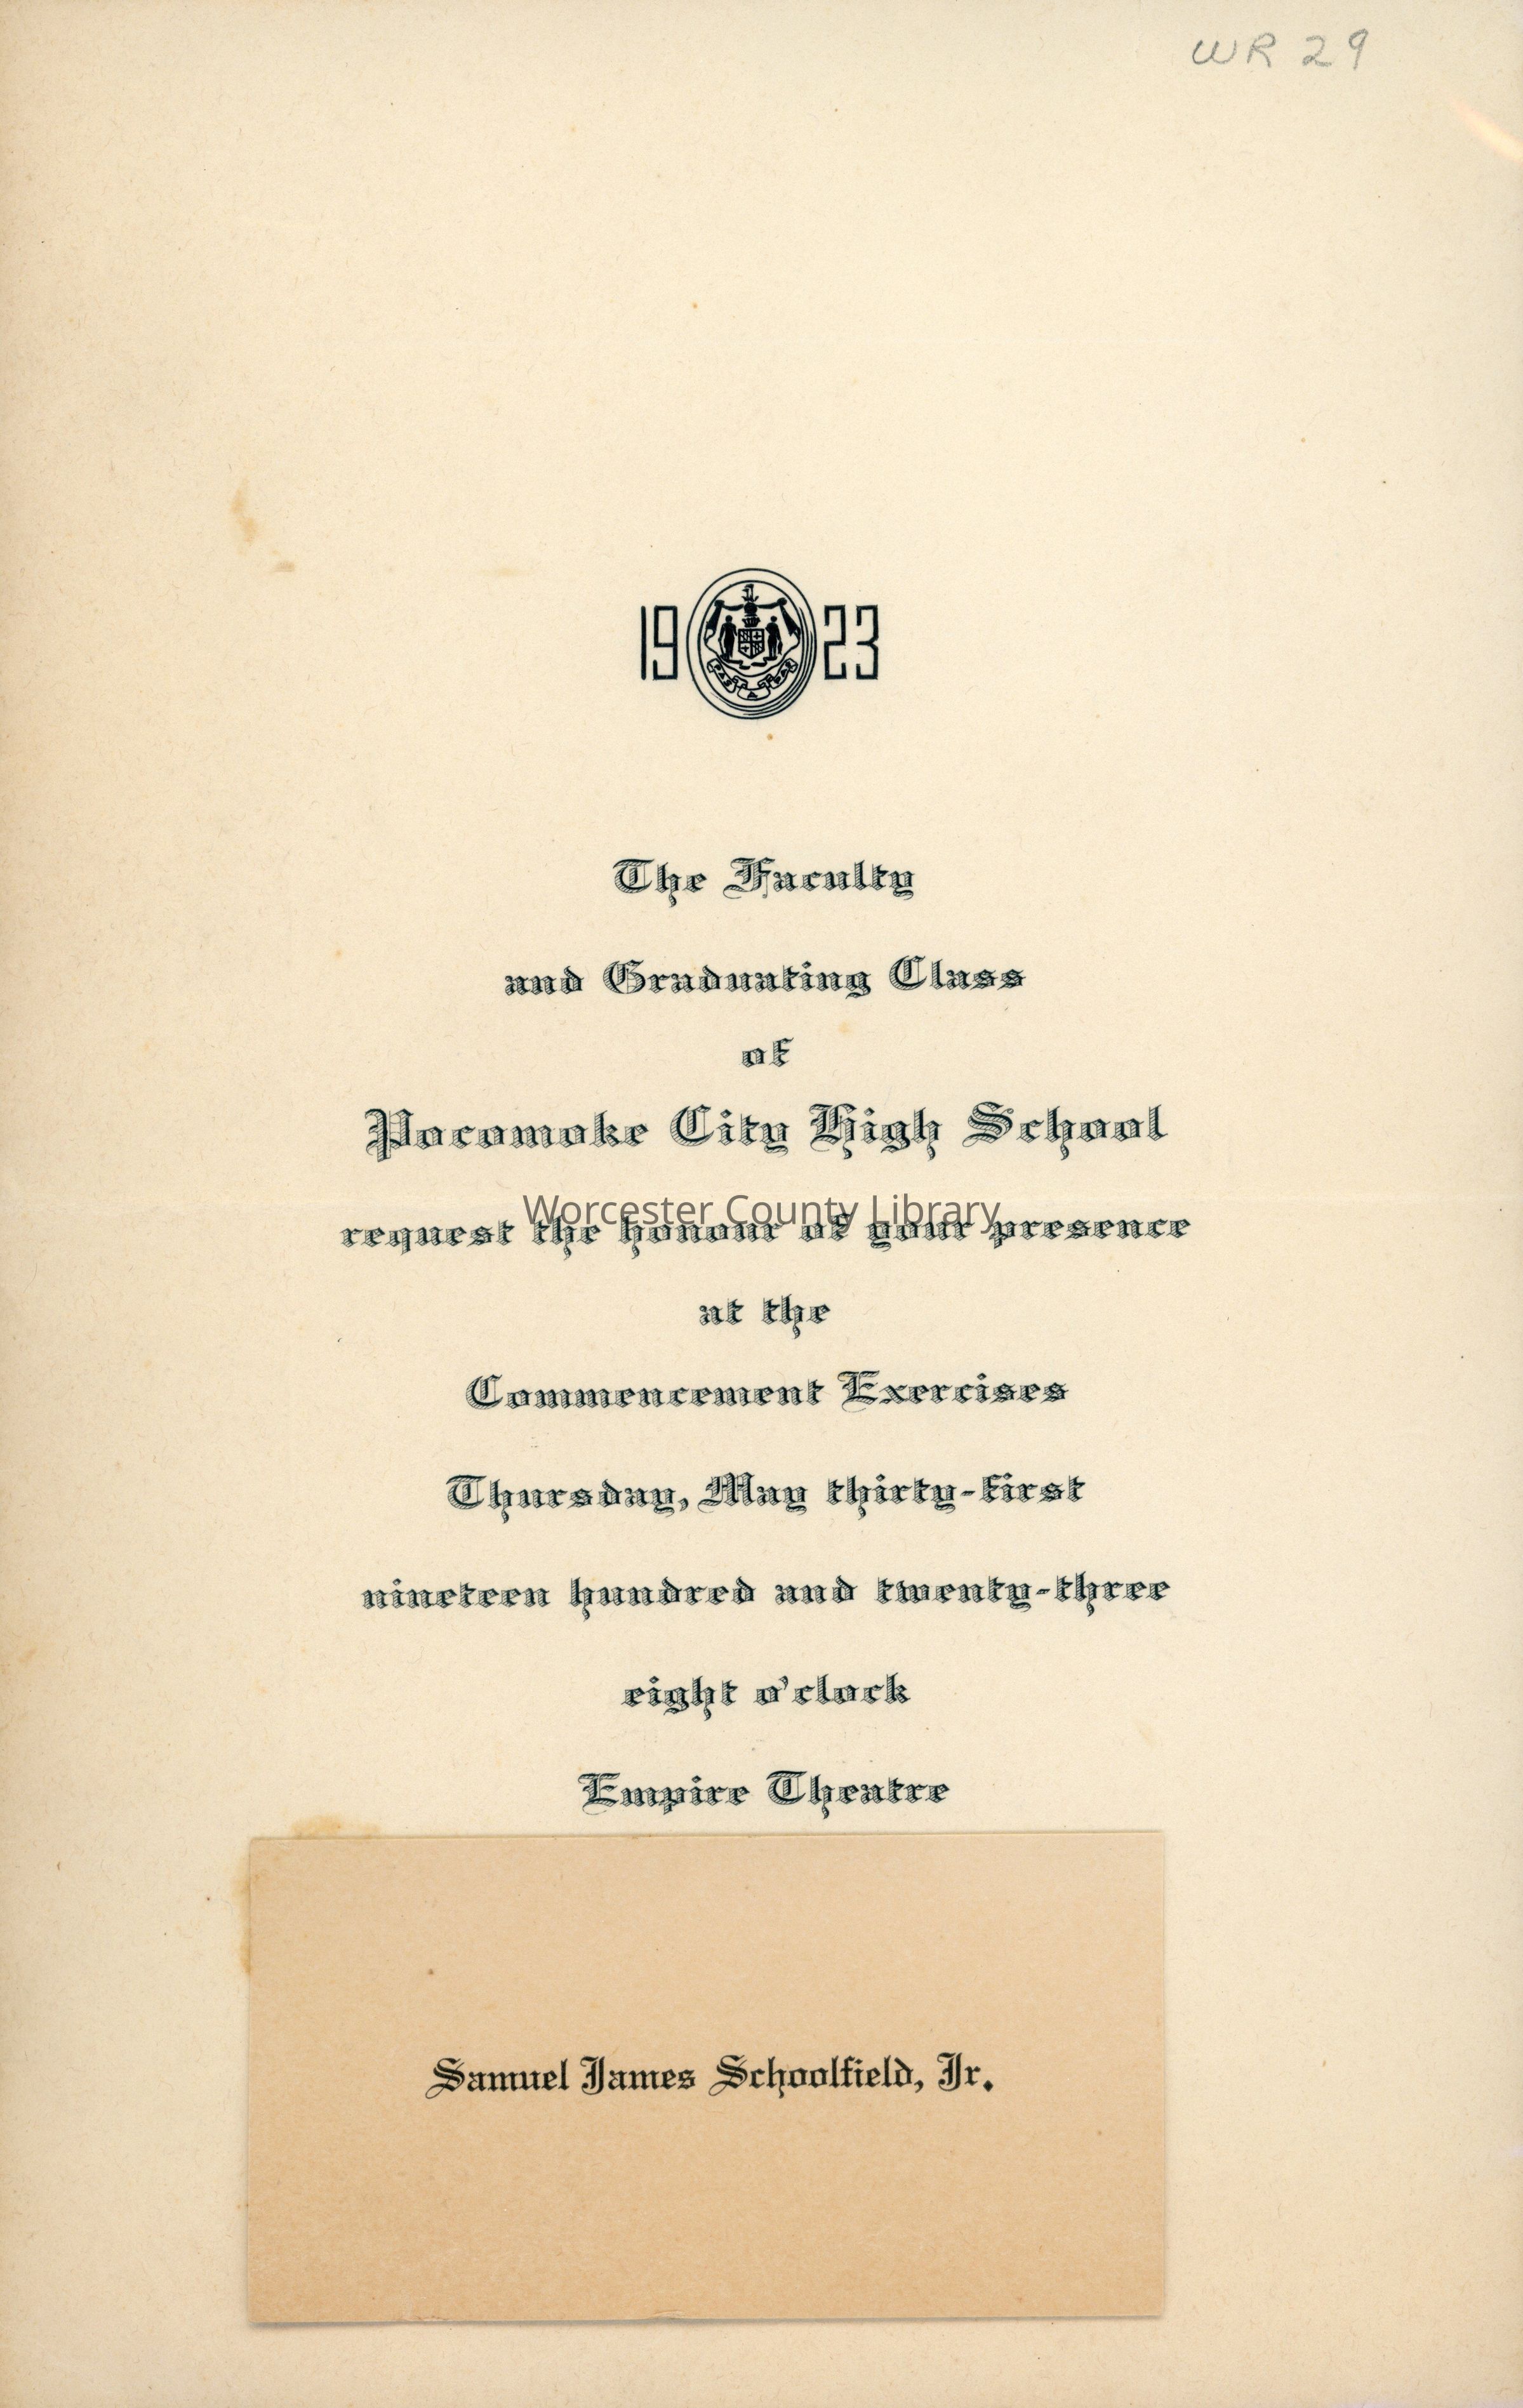 WR 29
19 23
The Faculty
and Graduating Class
of
Pocomoke City High School
Worcester County Library
request the honour of your presence
at the
Commencement Exercises
Thursday, May thirty-first
nineteen hundred and twenty-three
eight o'clock
Empire Theatre
Samuel James Schoolfield, Jr.